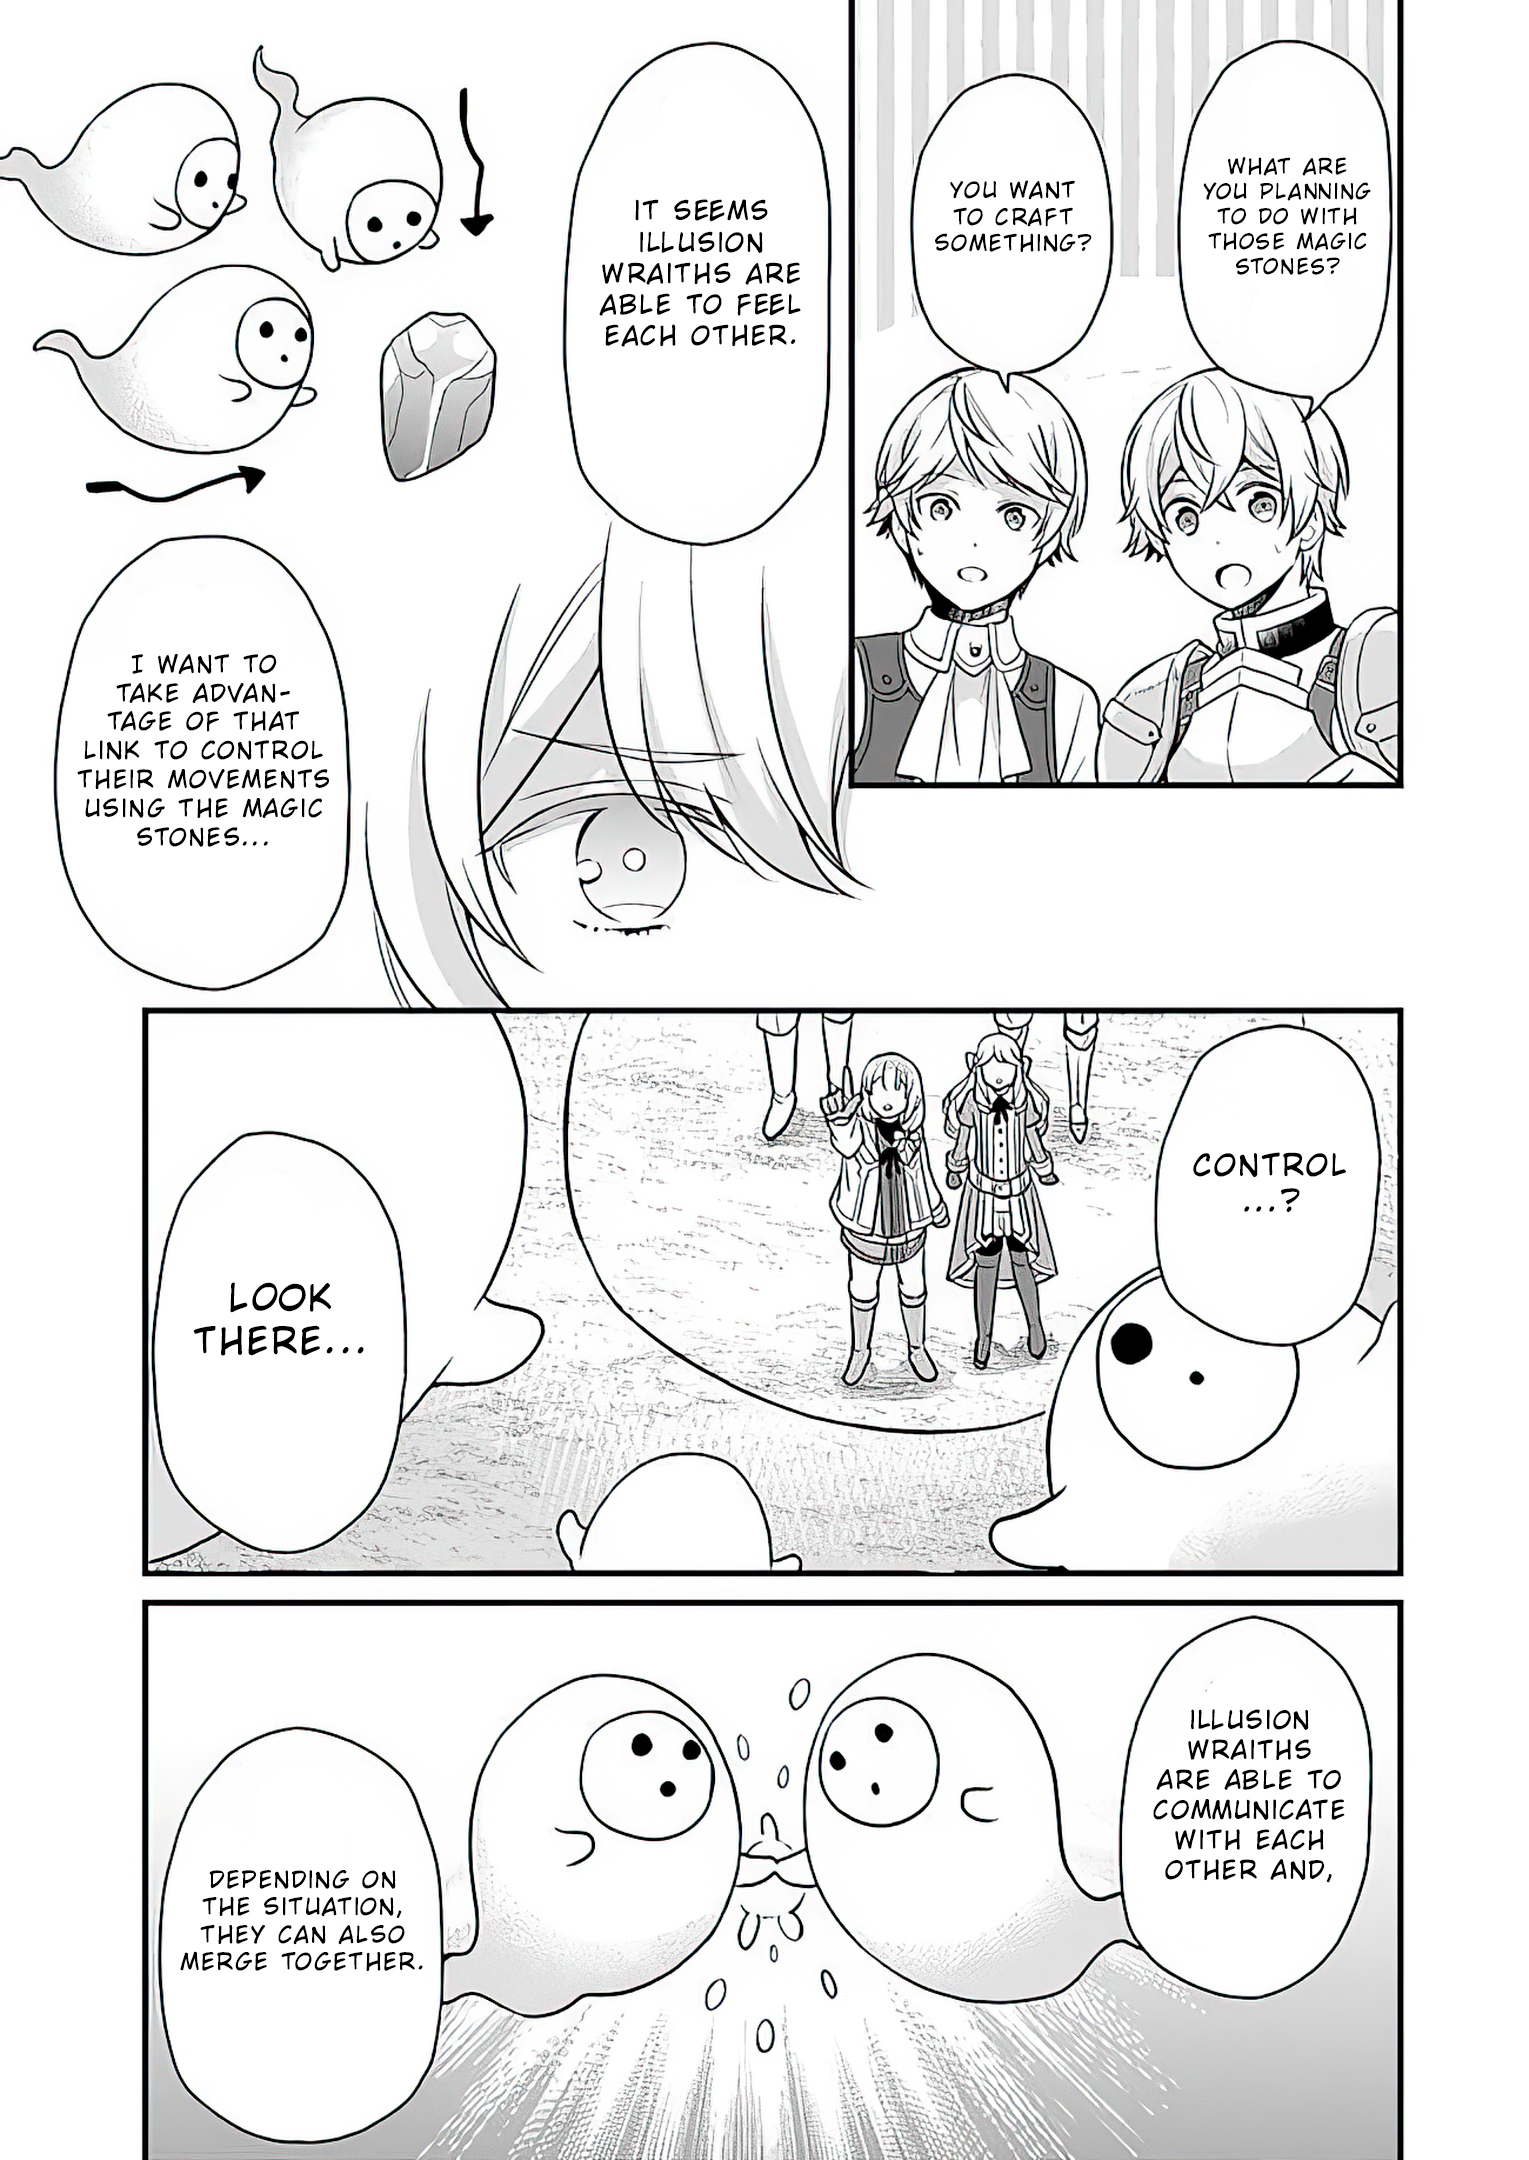 WHAT ARE
YOU PLANNING
TO DO WITH
THOSE MAGIC
STONES?
YOU WANT
TO CRAFT
SOMETHING?
IT SEEMS
ILLUSION
WRAITHS ARE
ABLE TO FEEL
EACH OTHER.
I WANT TO
TAKE ADVAN-
TAGE OF THAT
LINK TO CONTROL
THEIR MOVEMENTS
USING THE MAGIC
STONES...
CONTROL
...?
LOOK
THERE...
ILLUSION
WRAITHS
ARE ABLE TO
COMMUNICATE
WITH EACH
OTHER AND,
DEPENDING ON
THE SITUATION,
THEY CAN ALSO
MERGE TOGETHER.